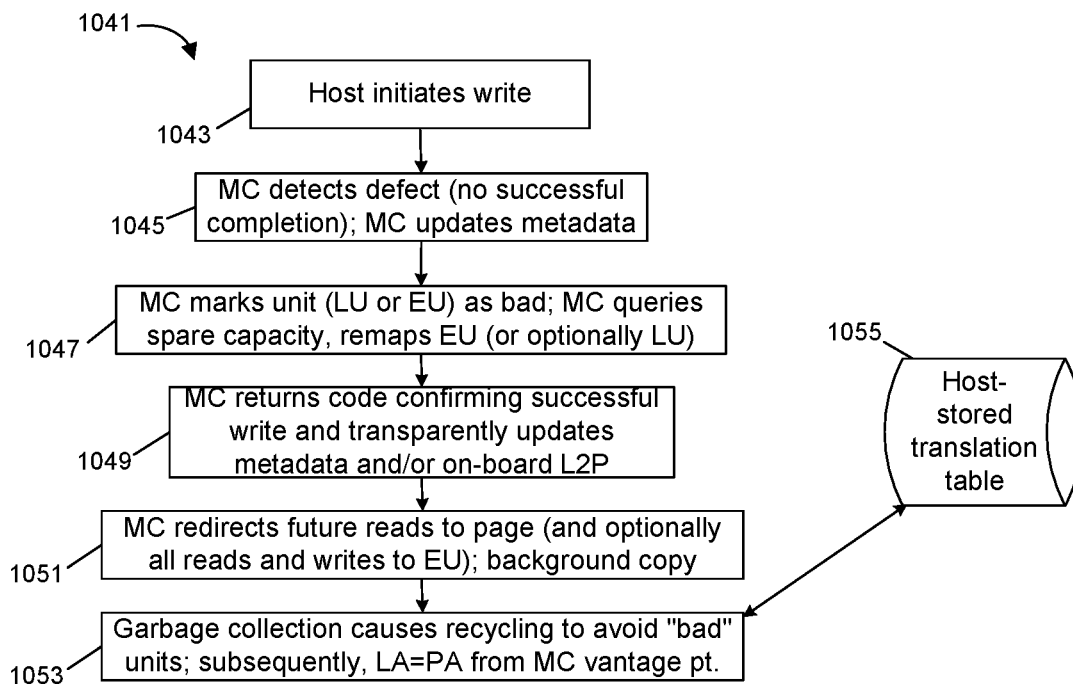 1041
Host initiates write
1043
MC detects defect (no successful
completion); MC updates metadata
1045
MC marks unit (LU or EU) as bad; MC queries
spare capacity, remaps EU (or optionally LU)
1047
MC returns code confirming successful
write and transparently updates
metadata and/or on-board L2P
1049
MC redirects future reads to page (and optionally
all reads and writes to EU); background copy
1051
Garbage collection causes recycling to avoid "bad"
units; subsequently, LA=PA from MC vantage pt.
1053
1055
Host-
stored
translation
table